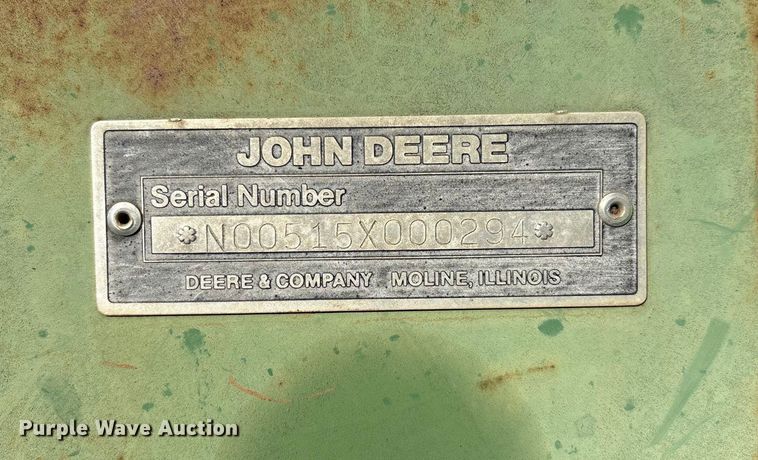 JOHN DEERE
Serial Number
*N00515X000294*
DEERE & COMPANY MOLINE, ILLINOIS
Purple Wave Auction